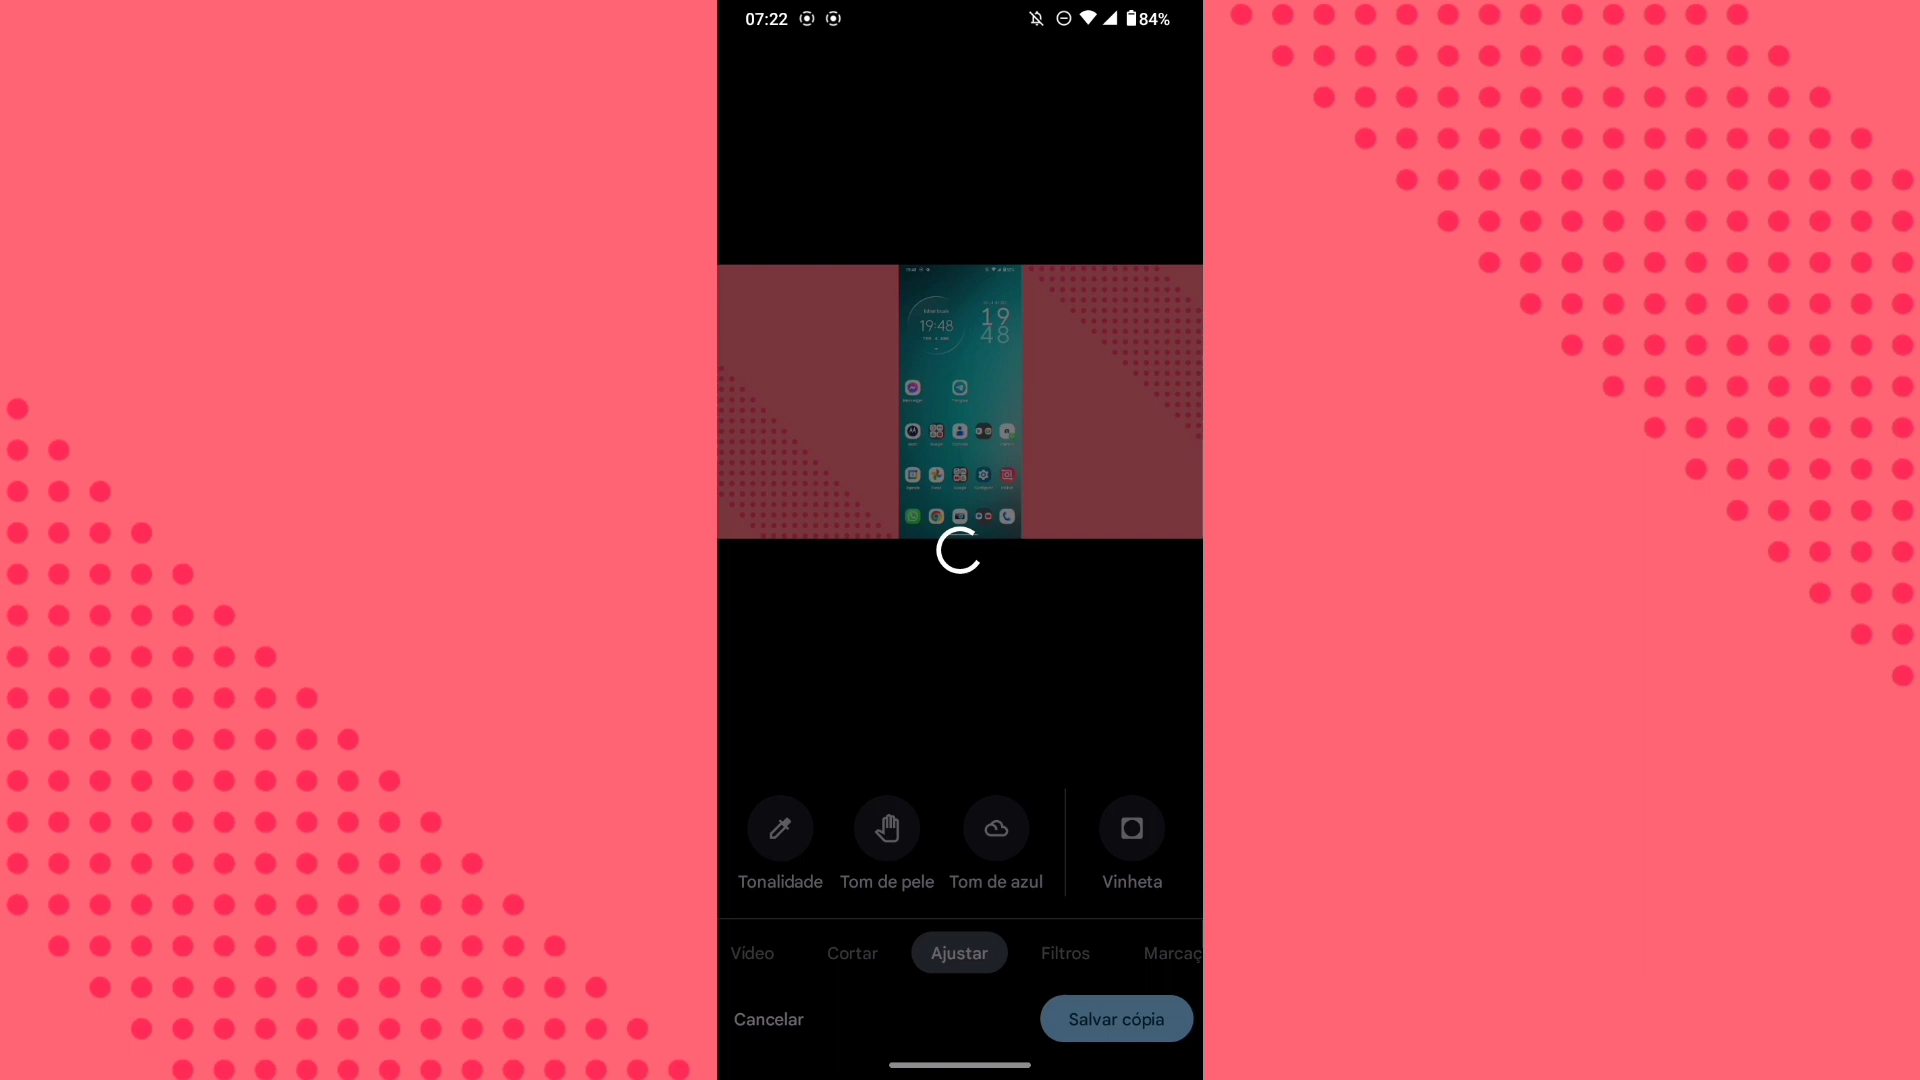 07:22 84%
19:48
19
48
Tonalidade Tom de pele Tom de azul Vinheta
Vídeo Cortar Ajustar Filtros Marcaç
Cancelar Salvar cópia